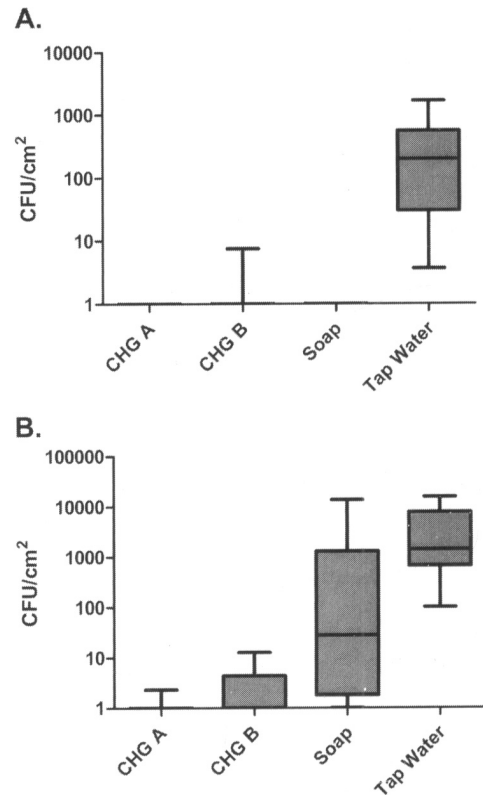 A.
10000
1000
100
10
1
CFU/cm²
CHG A
CHG B
Soap
Tap Water
B.
100000
10000
1000
100
10
1
CFU/cm²
CHG A
CHG B
Soap
Tap Water